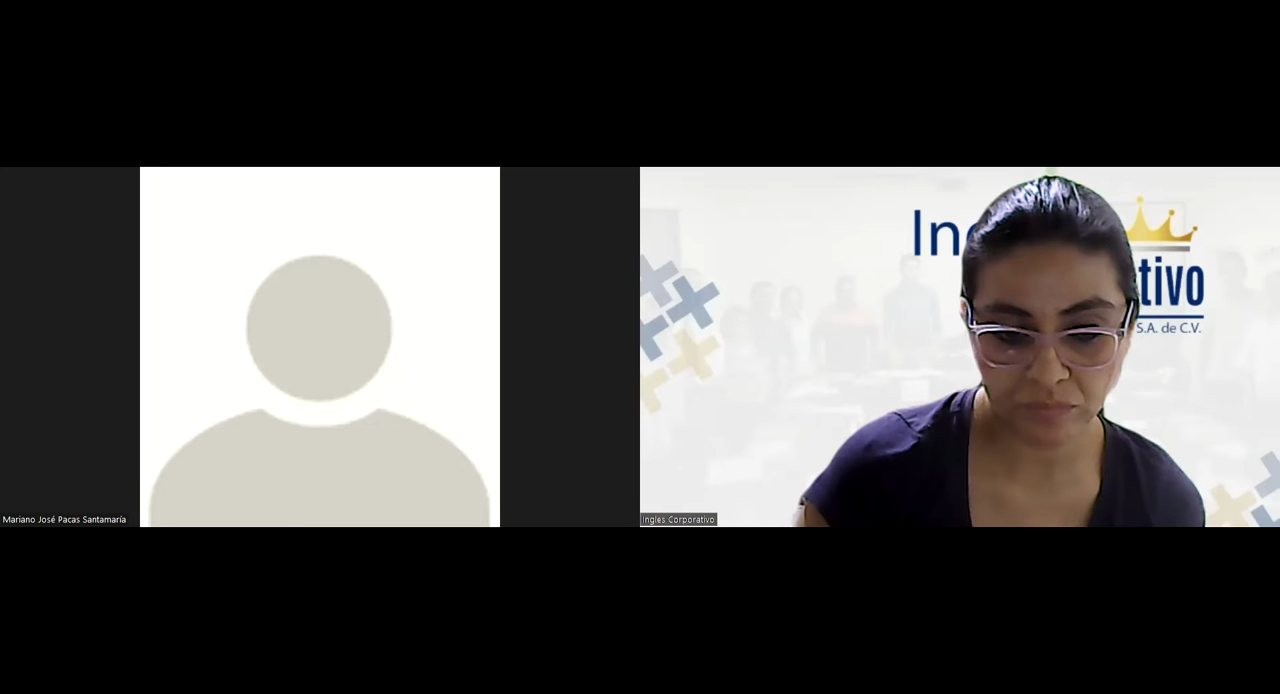 Mariano José Pacas Santamaría
In
tivo
S.A. de C.V.
Ingles Corporativo